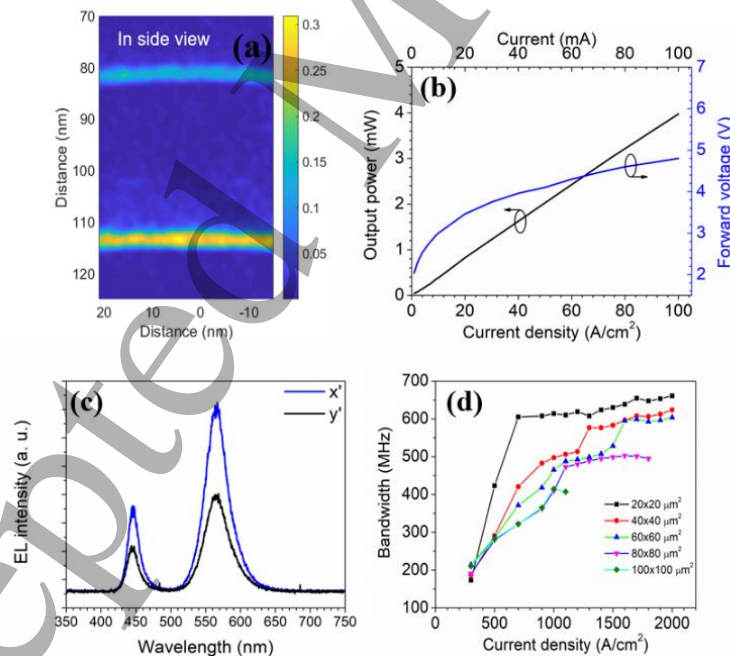 In side view
(a)
70
80
90
100
110
120
Distance (nm)
20
10
0
-10
Distance (nm)
0.3
0.25
0.2
0.15
0.1
0.05
Current (mA)
0
20
40
60
80
100
(b)
5
4
3
2
1
0
Output power (mW)
7
6
5
4
3
2
Forward voltage (V)
0
20
40
60
80
100
Current density (A/cm²)
(c)
x'
y'
EL intensity (a. u.)
350
400
450
500
550
600
650
700
750
Wavelength (nm)
(d)
700
600
500
400
300
200
100
Bandwidth (MHz)
20x20 μm²
40x40 μm²
60x60 μm²
80x80 μm²
100x100 μm²
0
500
1000
1500
2000
Current density (A/cm²)